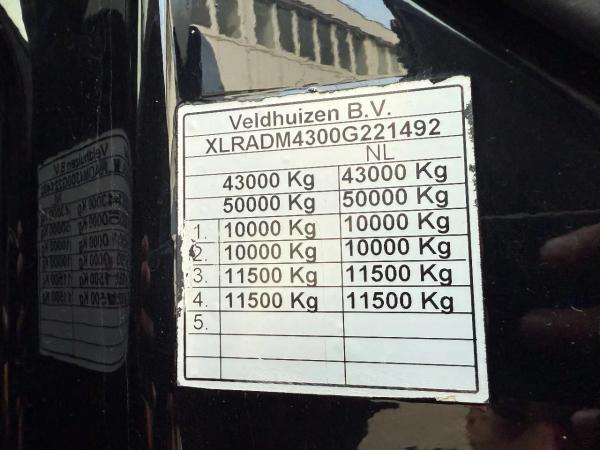 Veldhuizen B.V.
XLRADM4300G221492
NL
43000 Kg 43000 Kg
50000 Kg 50000 Kg
1. 10000 Kg 10000 Kg
2. 10000 Kg 10000 Kg
3. 11500 Kg 11500 Kg
4. 11500 Kg 11500 Kg
5.